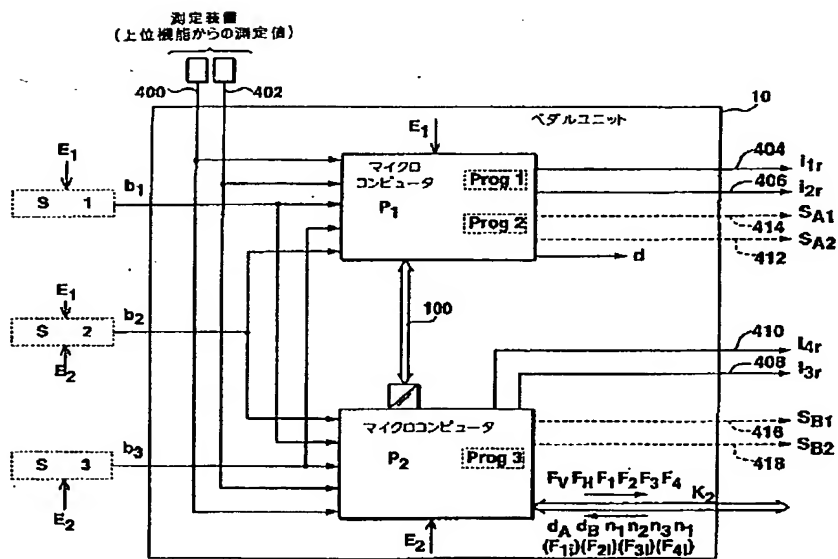 測定装置
(上位機能からの測定値)
400
402
10
ペダルユニット
E1
マイクロ
コンピュータ
P1
Prog 1
Prog 2
404
i1r
406
i2r
SA1
414
SA2
412
d
E1
b1
S 1
E1
b2
S 2
E2
100
410
i4r
408
i3r
マイクロコンピュータ
P2
Prog 3
SB1
416
SB2
418
b3
S 3
E2
E2
FV FH F1 F2 F3 F4
K2
dA dB n1 n2 n3 n1
(F1i)(F2i)(F3i)(F4i)